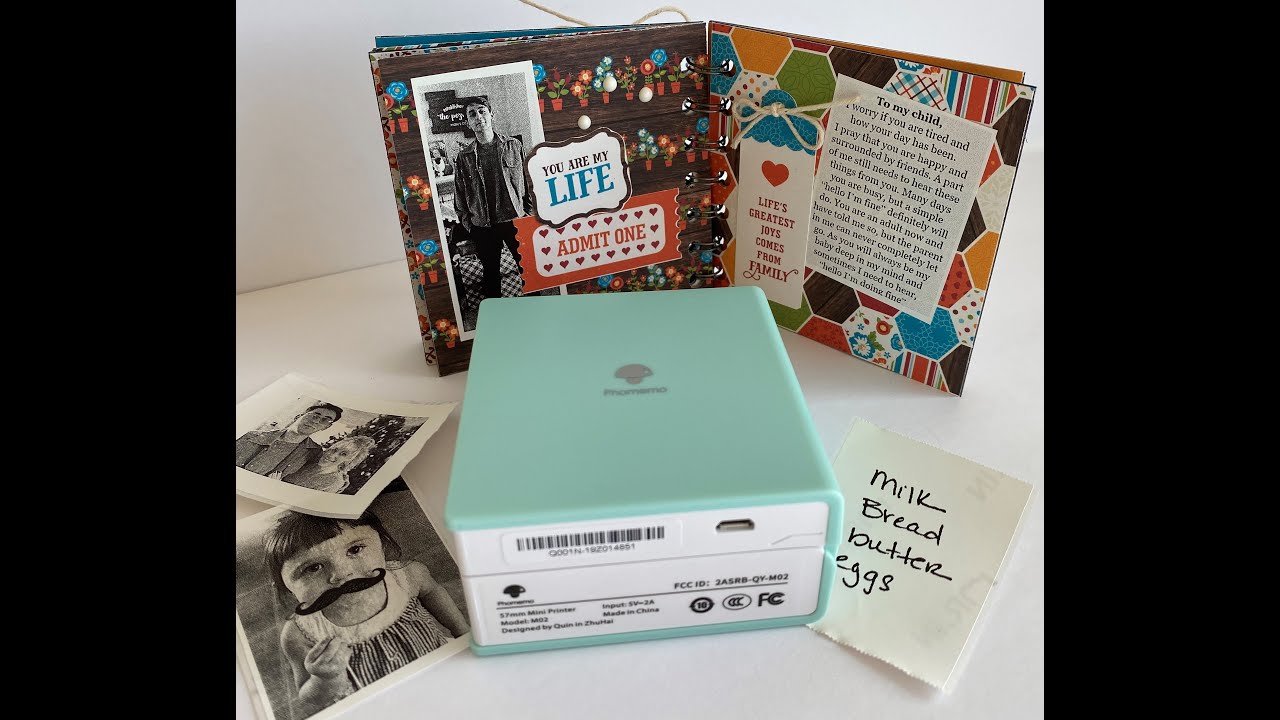 the poz
YOU ARE MY
LIFE
ADMIT ONE
LIFE'S
GREATEST
JOYS
COMES
FROM
FAMILY
To my child,
I worry if you are tired and
how your day has been.
I pray that you are happy and
surrounded by friends. A part
of me still needs to hear these
things from you. Many days
you are busy, but a simple
"hello I'm fine" definitely will
do. You are an adult now and
have told me so, but the parent
in me can never completely let
go. As you will always be my
baby deep in my mind and
sometimes I need to hear,
"hello I'm doing fine"
Phomemo
Q001N-19Z014851
Phomemo
57mm Mini Printer
Model: M02
Designed by Quin in ZhuHai
Input: 5V⎓2A
Made in China
FCC ID: 2ASRB-QY-M02
10
CCC
FC
milk
Bread
butter
eggs